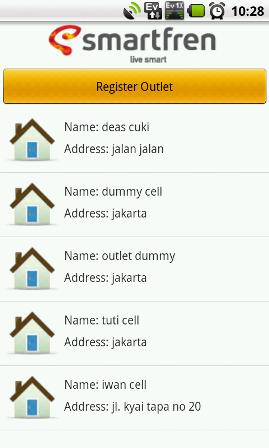 Ev Ev 1X 10:28
smartfren
live smart
Register Outlet
Name: deas cuki
Address: jalan jalan
Name: dummy cell
Address: jakarta
Name: outlet dummy
Address: jakarta
Name: tuti cell
Address: jakarta
Name: iwan cell
Address: jl. kyai tapa no 20